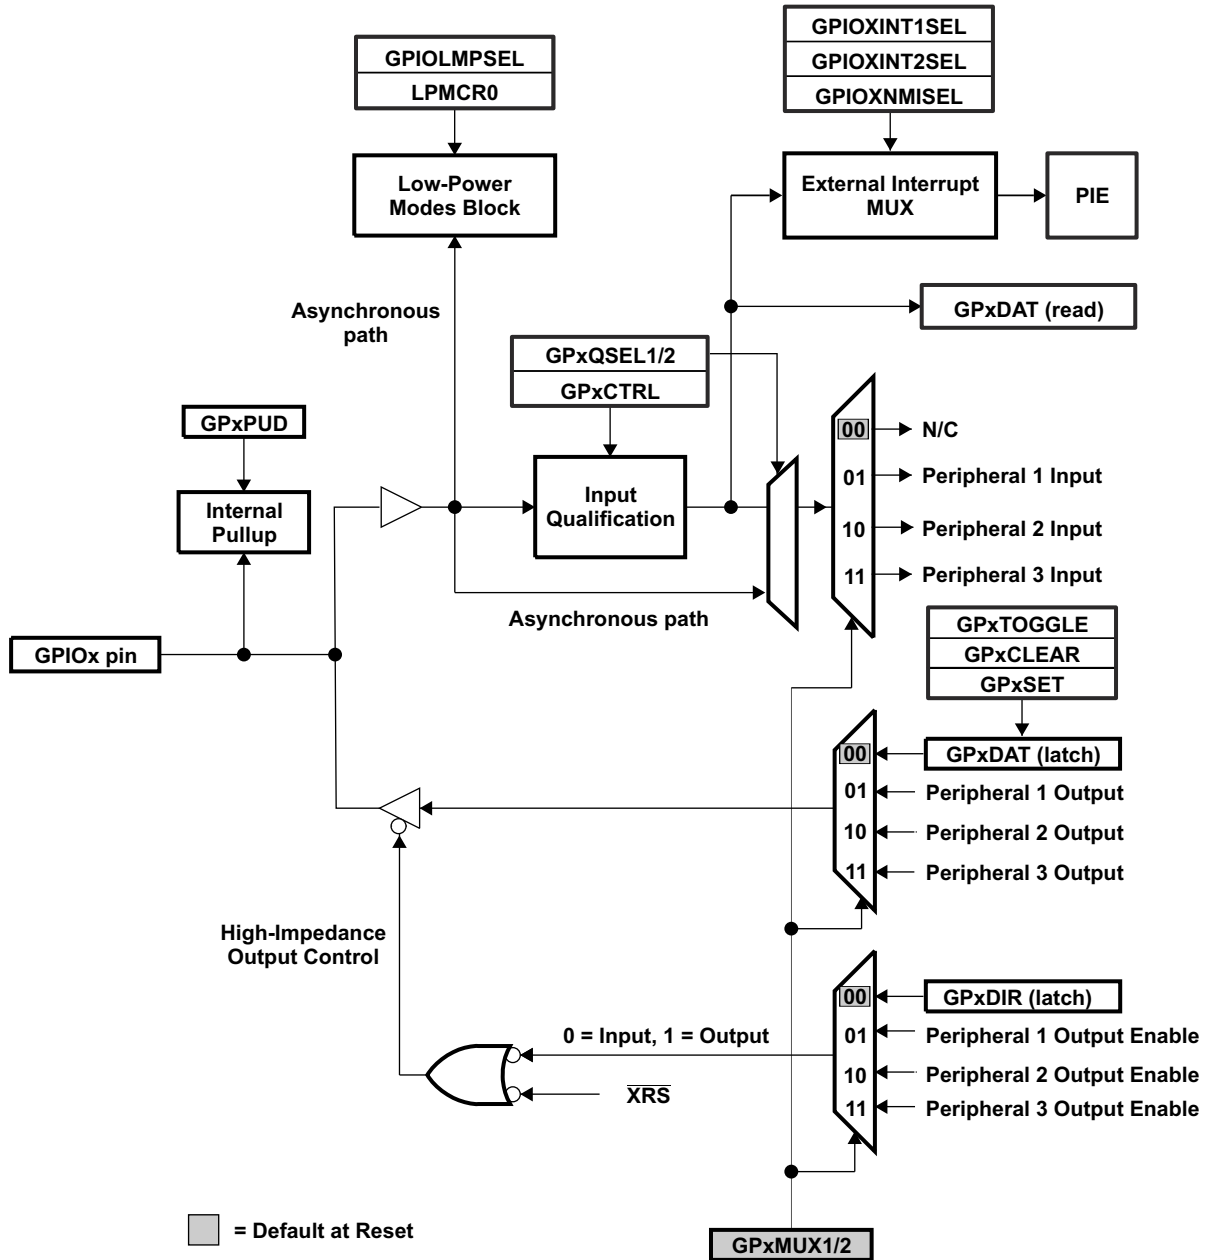 GPIOLMPSEL
LPMCR0
GPIOXINT1SEL
GPIOXINT2SEL
GPIOXNMISEL
Low-Power
Modes Block
External Interrupt
MUX
PIE
Asynchronous
path
GPxDAT (read)
GPxQSEL1/2
GPxCTRL
GPxPUD
Internal
Pullup
Input
Qualification
00
N/C
01
Peripheral 1 Input
10
Peripheral 2 Input
11
Peripheral 3 Input
Asynchronous path
GPIOx pin
GPxTOGGLE
GPxCLEAR
GPxSET
00
GPxDAT (latch)
01
Peripheral 1 Output
10
Peripheral 2 Output
11
Peripheral 3 Output
High-Impedance
Output Control
00
GPxDIR (latch)
0 = Input, 1 = Output
01
Peripheral 1 Output Enable
10
Peripheral 2 Output Enable
XRS
11
Peripheral 3 Output Enable
= Default at Reset
GPxMUX1/2